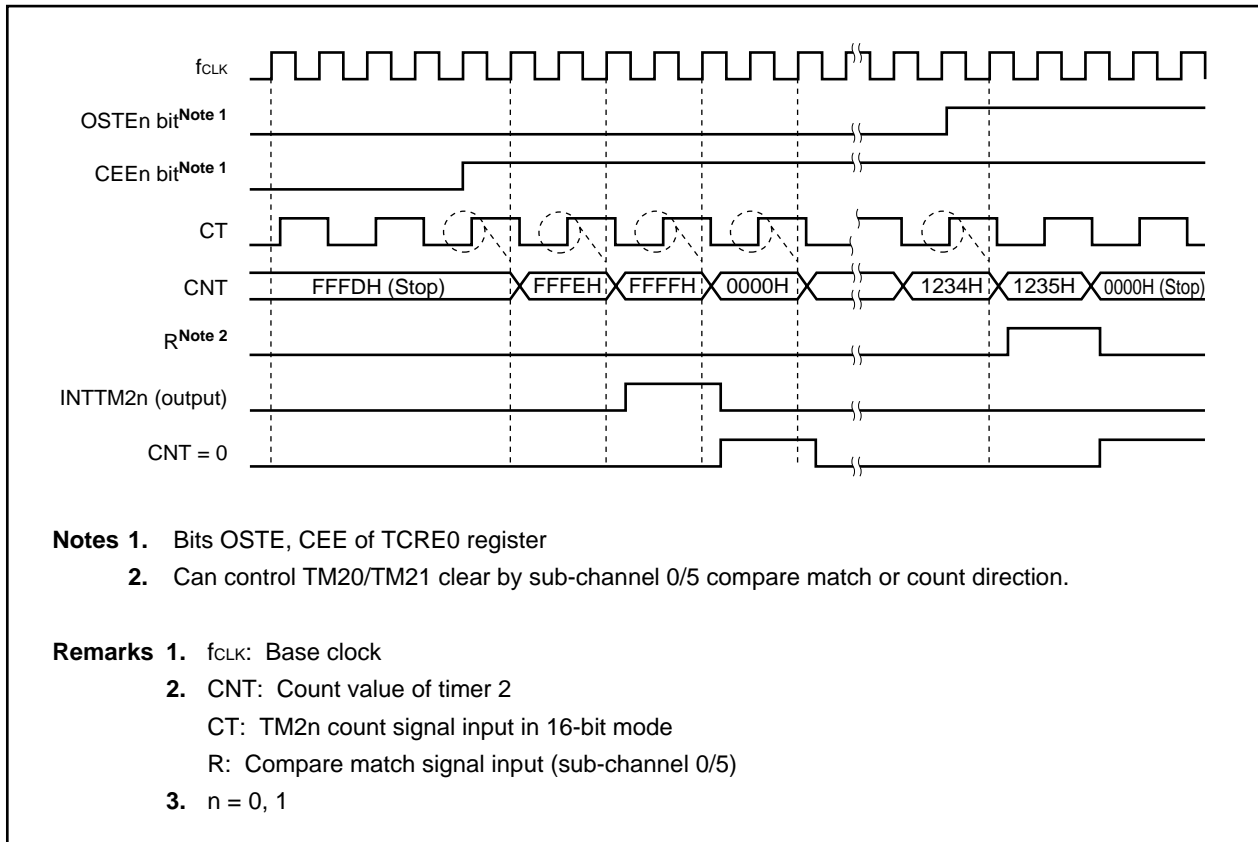 fCLK
OSTEn bitNote 1
CEEn bitNote 1
CT
CNT FFFDH (Stop) FFFEH FFFFH 0000H 1234H 1235H 0000H (Stop)
RNote 2
INTTM2n (output)
CNT = 0
Notes 1. Bits OSTE, CEE of TCRE0 register
2. Can control TM20/TM21 clear by sub-channel 0/5 compare match or count direction.
Remarks 1. fCLK: Base clock
2. CNT: Count value of timer 2
CT: TM2n count signal input in 16-bit mode
R: Compare match signal input (sub-channel 0/5)
3. n = 0, 1